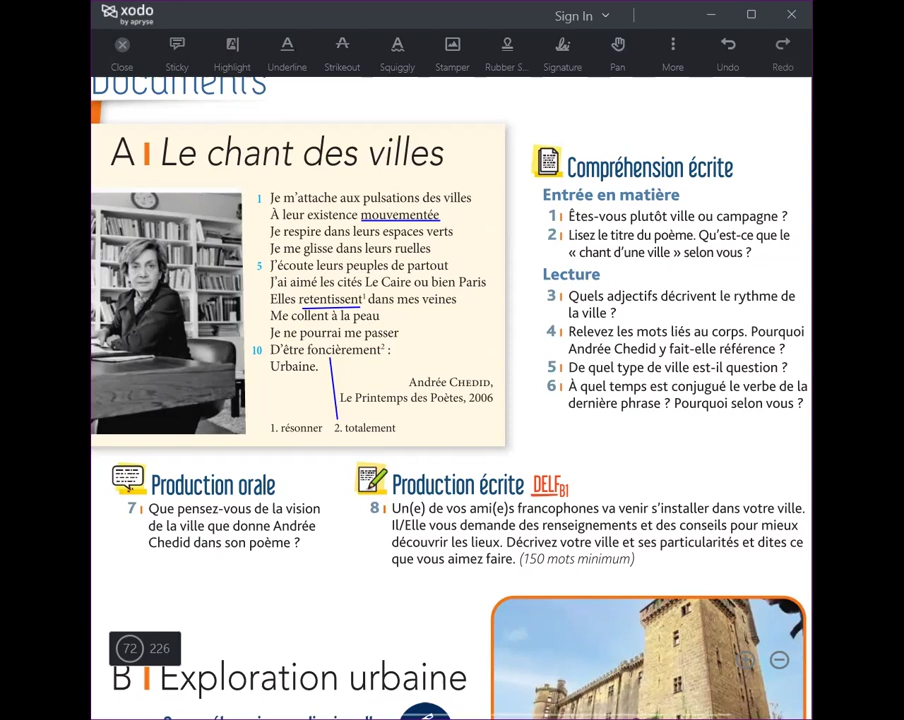 xodo
by apryse
Sign In
Close
Sticky
Highlight
Underline
Strikeout
Squiggly
Stamper
Rubber S...
Signature
Pan
More
Undo
Redo
Documents
A | Le chant des villes
1 Je m'attache aux pulsations des villes
À leur existence mouvementée
Je respire dans leurs espaces verts
Je me glisse dans leurs ruelles
5 J'écoute leurs peuples de partout
J'ai aimé les cités Le Caire ou bien Paris
Elles retentissent¹ dans mes veines
Me collent à la peau
Je ne pourrai me passer
10 D'être foncièrement² :
Urbaine.
Andrée CHEDID,
Le Printemps des Poètes, 2006
1. résonner 2. totalement
Compréhension écrite
Entrée en matière
1 | Êtes-vous plutôt ville ou campagne ?
2 | Lisez le titre du poème. Qu'est-ce que le
« chant d'une ville » selon vous ?
Lecture
3 | Quels adjectifs décrivent le rythme de
la ville ?
4 | Relevez les mots liés au corps. Pourquoi
Andrée Chedid y fait-elle référence ?
5 | De quel type de ville est-il question ?
6 | À quel temps est conjugué le verbe de la
dernière phrase ? Pourquoi selon vous ?
Production orale
7 | Que pensez-vous de la vision
de la ville que donne Andrée
Chedid dans son poème ?
Production écrite DELF B1
8 | Un(e) de vos ami(e)s francophones va venir s'installer dans votre ville.
Il/Elle vous demande des renseignements et des conseils pour mieux
découvrir les lieux. Décrivez votre ville et ses particularités et dites ce
que vous aimez faire. (150 mots minimum)
72 226
B | Exploration urbaine